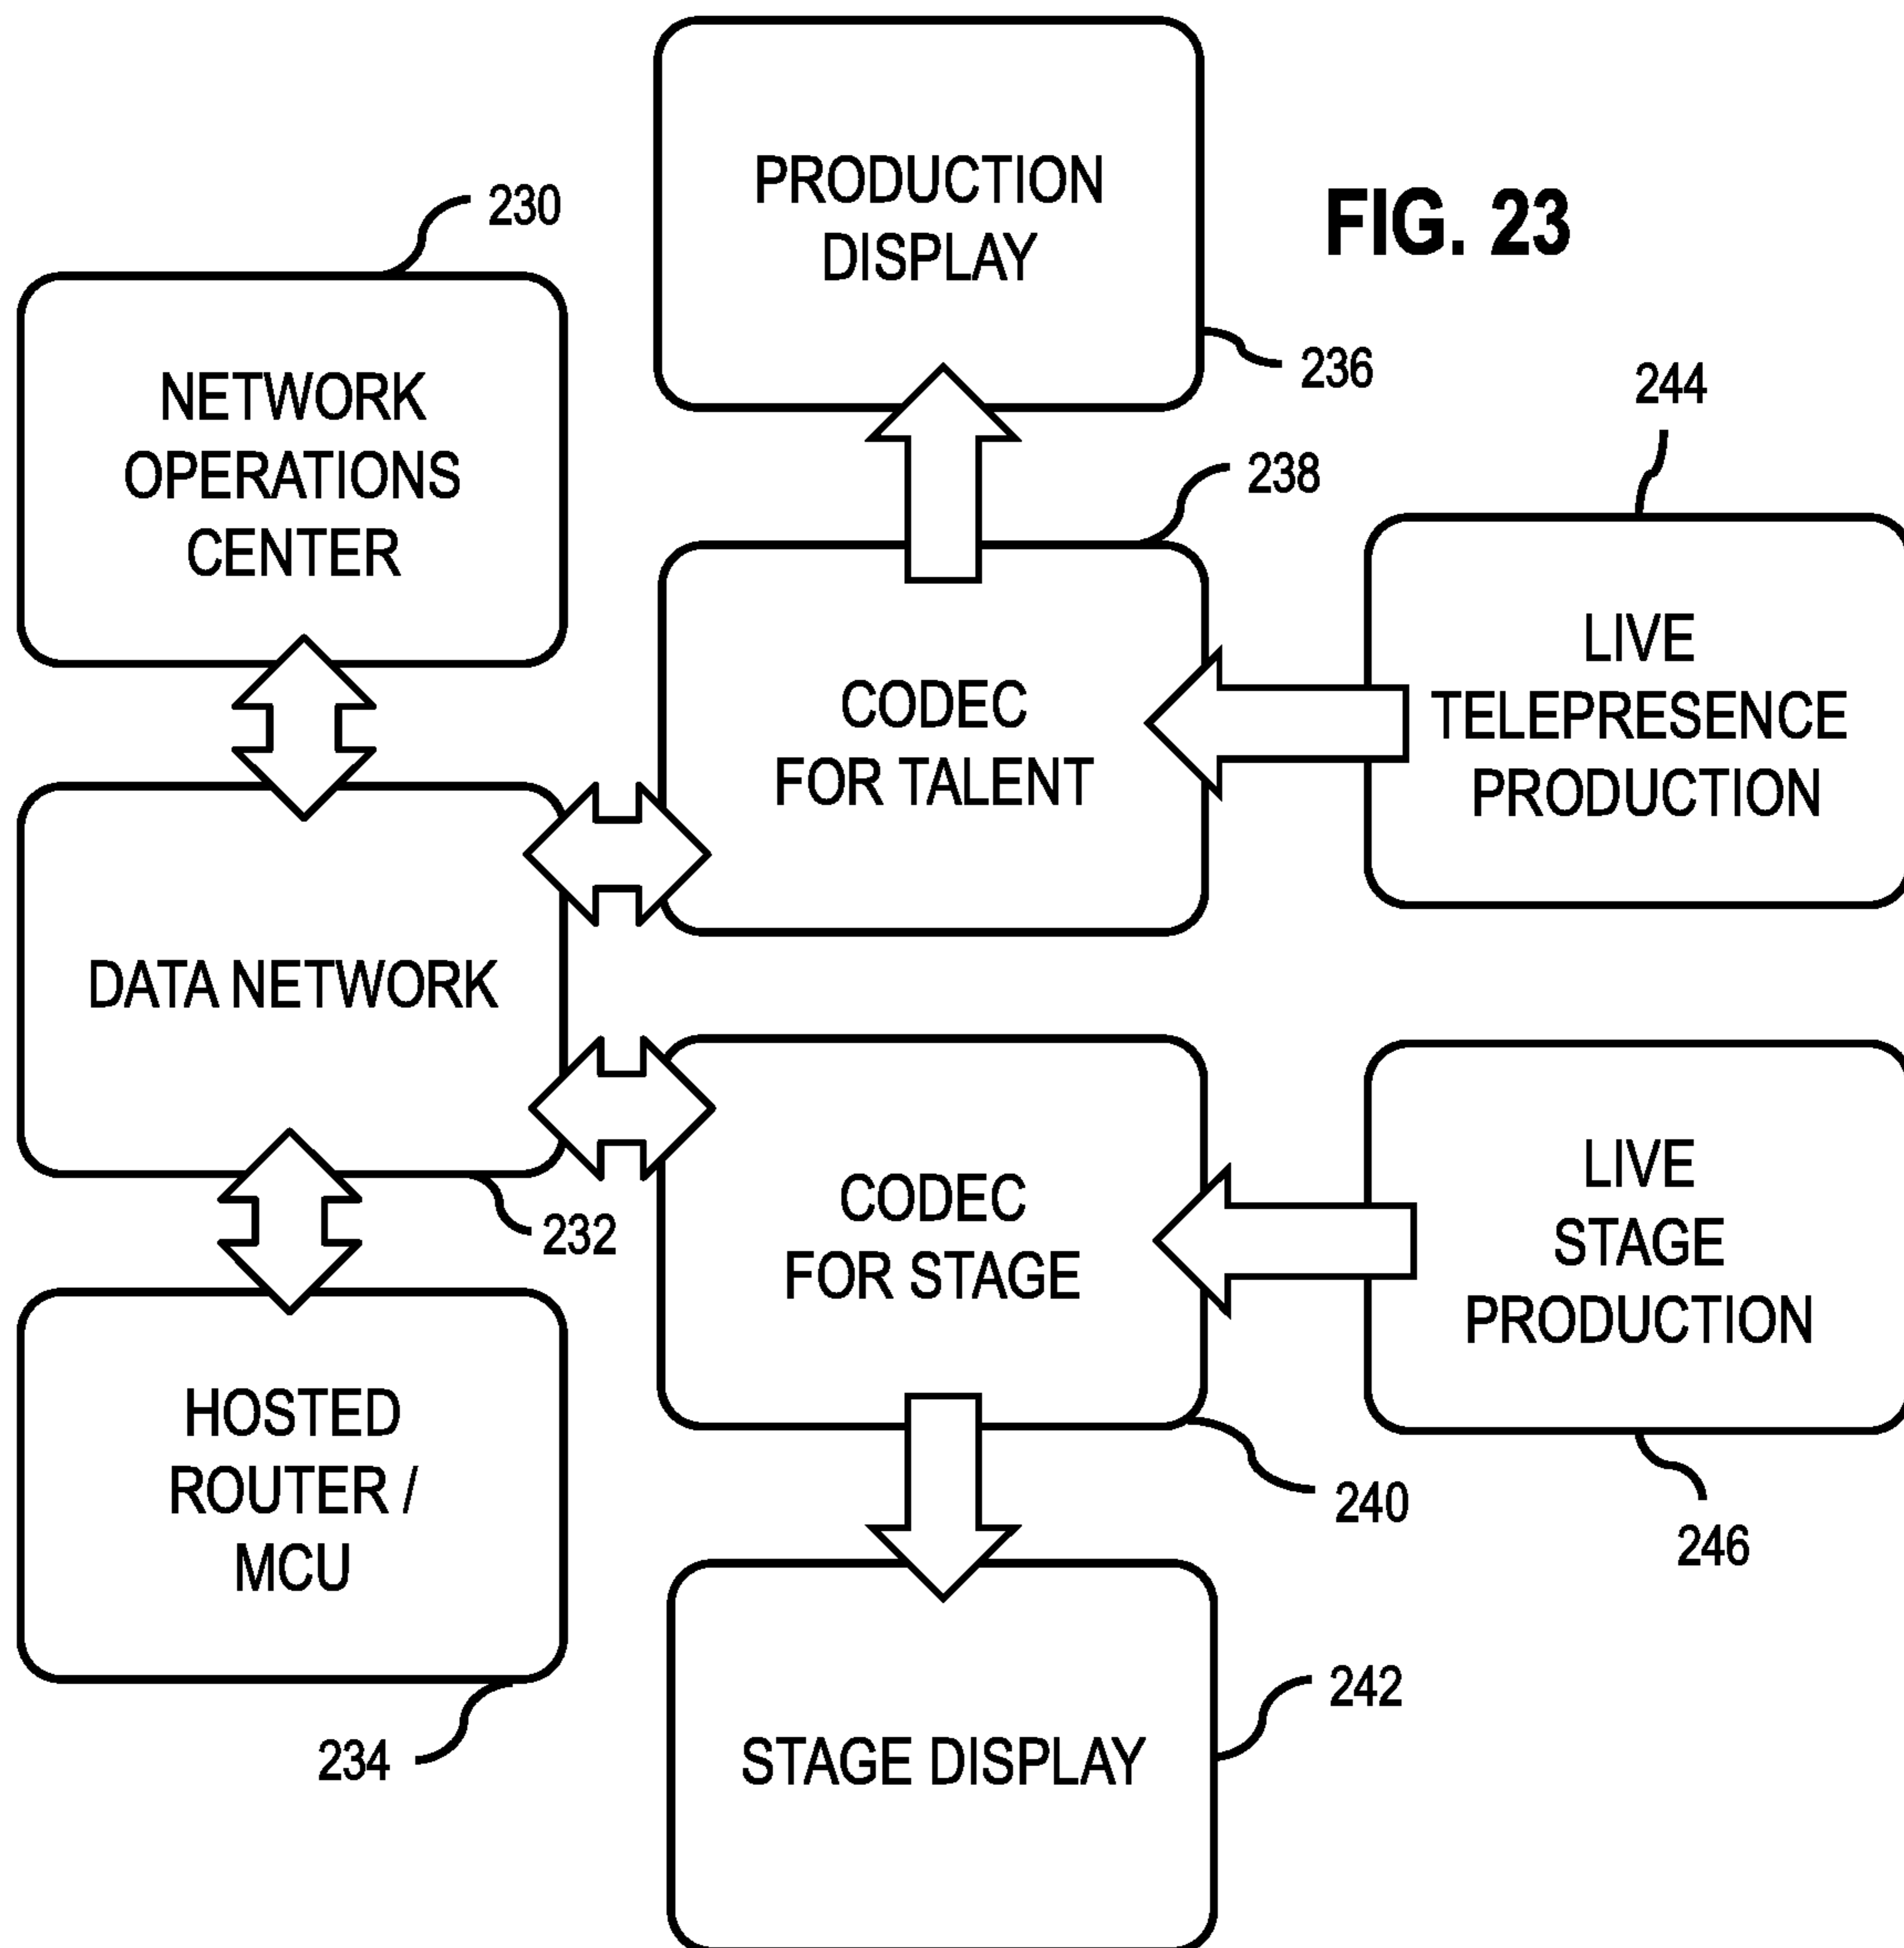 PRODUCTION
DISPLAY
FIG. 23
230
236
NETWORK
OPERATIONS
CENTER
244
238
CODEC
FOR TALENT
LIVE
TELEPRESENCE
PRODUCTION
DATA NETWORK
232
CODEC
FOR STAGE
LIVE
STAGE
PRODUCTION
HOSTED
ROUTER /
MCU
240
246
234
242
STAGE DISPLAY